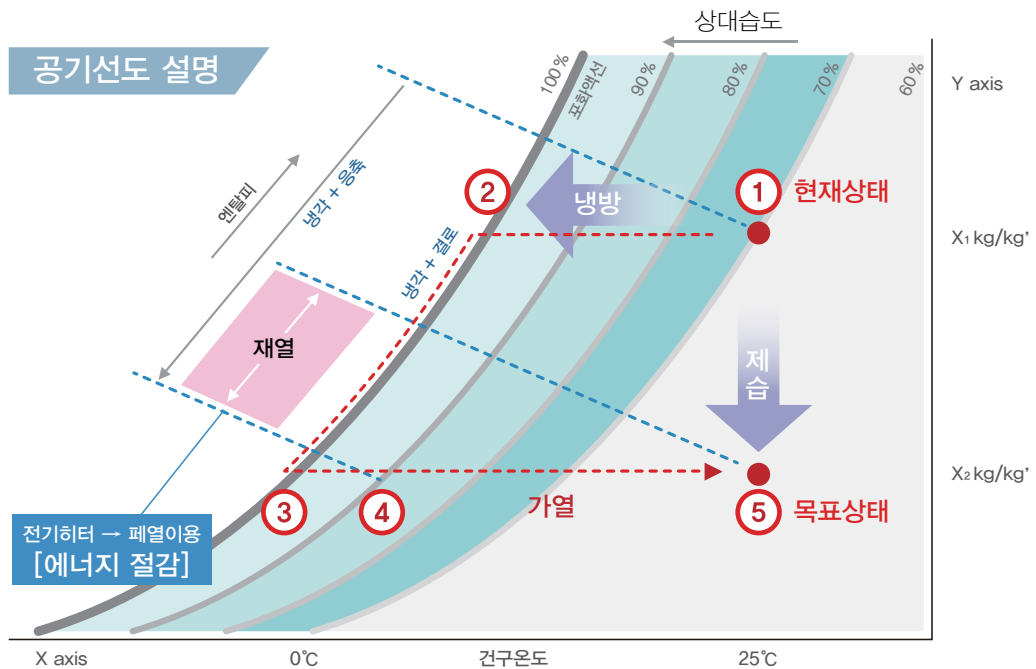 공기선도 설명
상대습도
100%
포화액선
90%
80%
70%
60%
Y axis
엔탈피
냉각 + 응축
냉각 + 결로
②
냉방
① 현재상태
X₁ kg/kg’
재열
제습
X₂ kg/kg’
③
④
가열
⑤ 목표상태
전기히터 → 페열이용
[에너지 절감]
X axis
0℃
건구온도
25℃